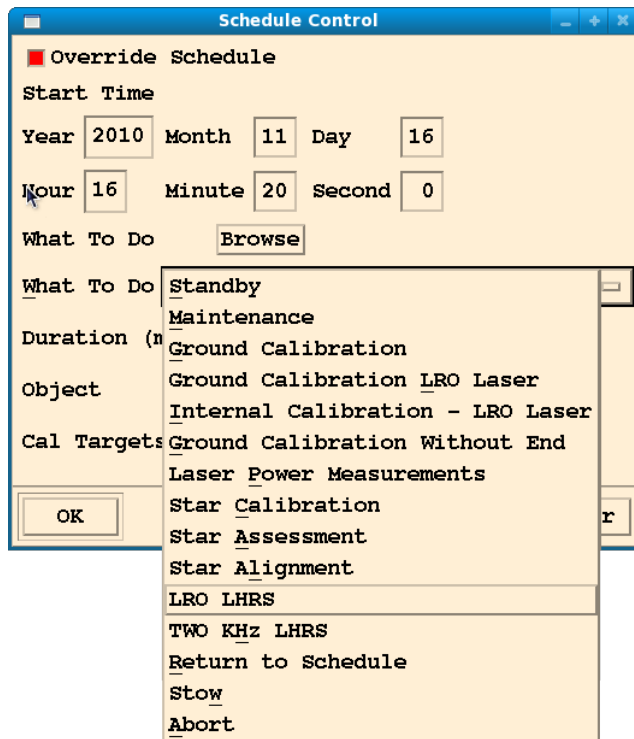 Schedule Control
Override Schedule
Start Time
Year 2010 Month 11 Day 16
Hour 16 Minute 20 Second 0
What To Do Browse
What To Do
Standby
Maintenance
Duration (m
Ground Calibration
Ground Calibration LRO Laser
Object
Internal Calibration - LRO Laser
Cal Targets
Ground Calibration Without End
Laser Power Measurements
Star Calibration
OK
r
Star Assessment
Star Alignment
LRO LHRS
TWO KHz LHRS
Return to Schedule
Stow
Abort